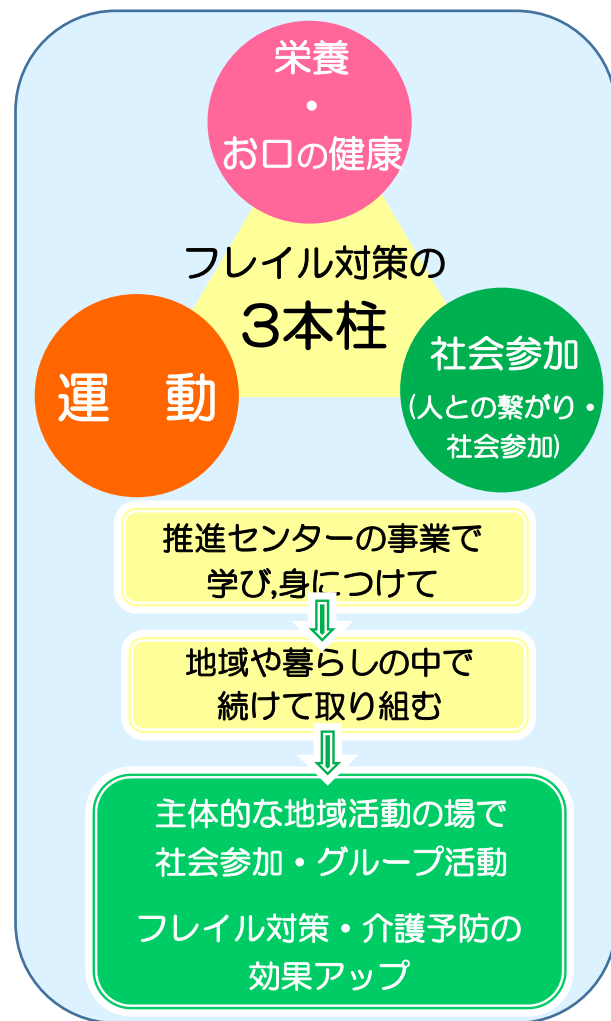 栄養
・
お口の健康
フレイル対策の
3本柱
運　動
社会参加
(人との繋がり・
社会参加)
推進センターの事業で
学び,身につけて
地域や暮らしの中で
続けて取り組む
主体的な地域活動の場で
社会参加・グループ活動
フレイル対策・介護予防の
効果アップ